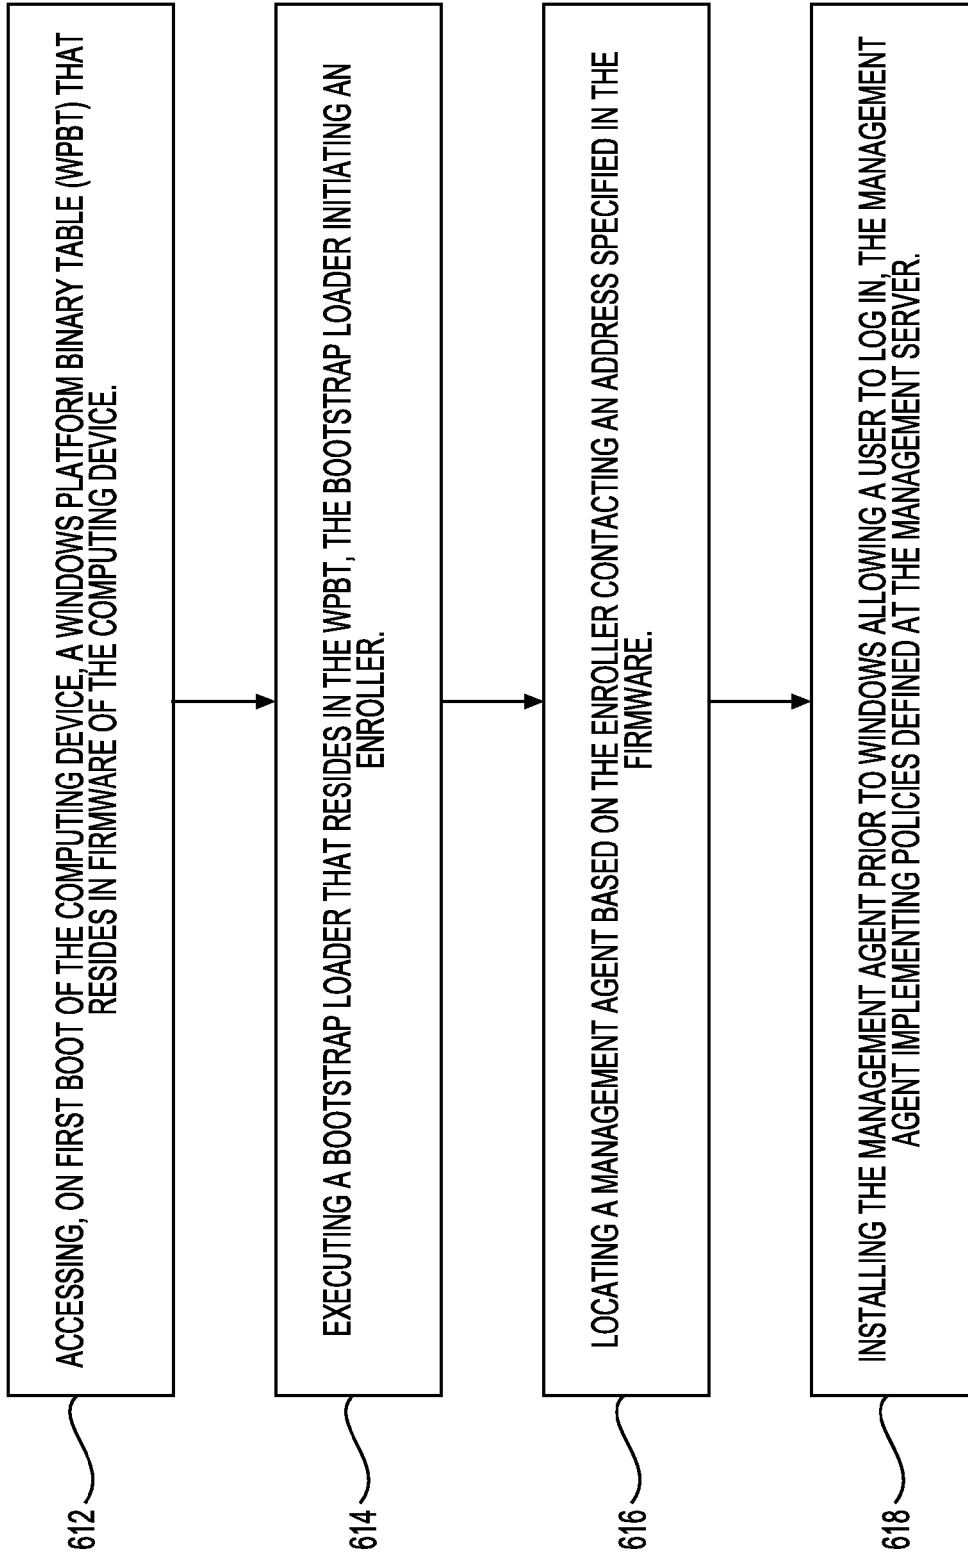 612
ACCESSING, ON FIRST BOOT OF THE COMPUTING DEVICE, A WINDOWS PLATFORM BINARY TABLE (WPBT) THAT
RESIDES IN FIRMWARE OF THE COMPUTING DEVICE.
614
EXECUTING A BOOTSTRAP LOADER THAT RESIDES IN THE WPBT, THE BOOTSTRAP LOADER INITIATING AN
ENROLLER.
616
LOCATING A MANAGEMENT AGENT BASED ON THE ENROLLER CONTACTING AN ADDRESS SPECIFIED IN THE
FIRMWARE.
618
INSTALLING THE MANAGEMENT AGENT PRIOR TO WINDOWS ALLOWING A USER TO LOG IN, THE MANAGEMENT
AGENT IMPLEMENTING POLICIES DEFINED AT THE MANAGEMENT SERVER.